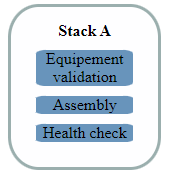 Stack A
Equipement
validation
Assembly
Health check